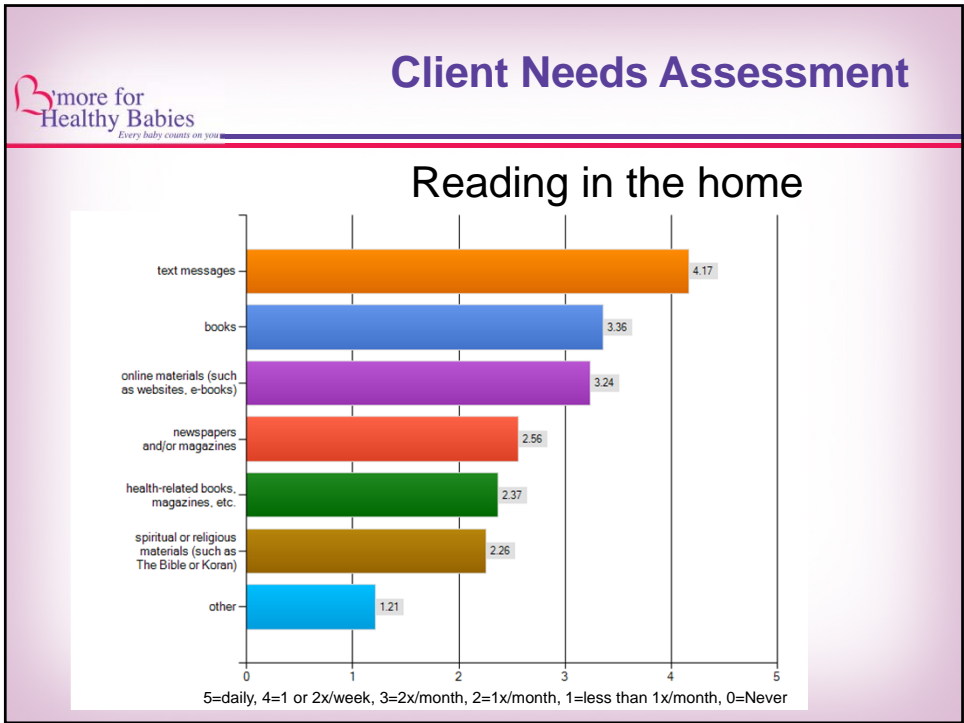 Client Needs Assessment
B'more for
Healthy Babies
Every baby counts on you
Reading in the home
text messages
4.17
books
3.36
online materials (such
as websites, e-books)
3.24
newspapers
and/or magazines
2.56
health-related books,
magazines, etc.
2.37
spiritual or religious
materials (such as
The Bible or Koran)
2.26
other
1.21
0 1 2 3 4 5
5=daily, 4=1 or 2x/week, 3=2x/month, 2=1x/month, 1=less than 1x/month, 0=Never